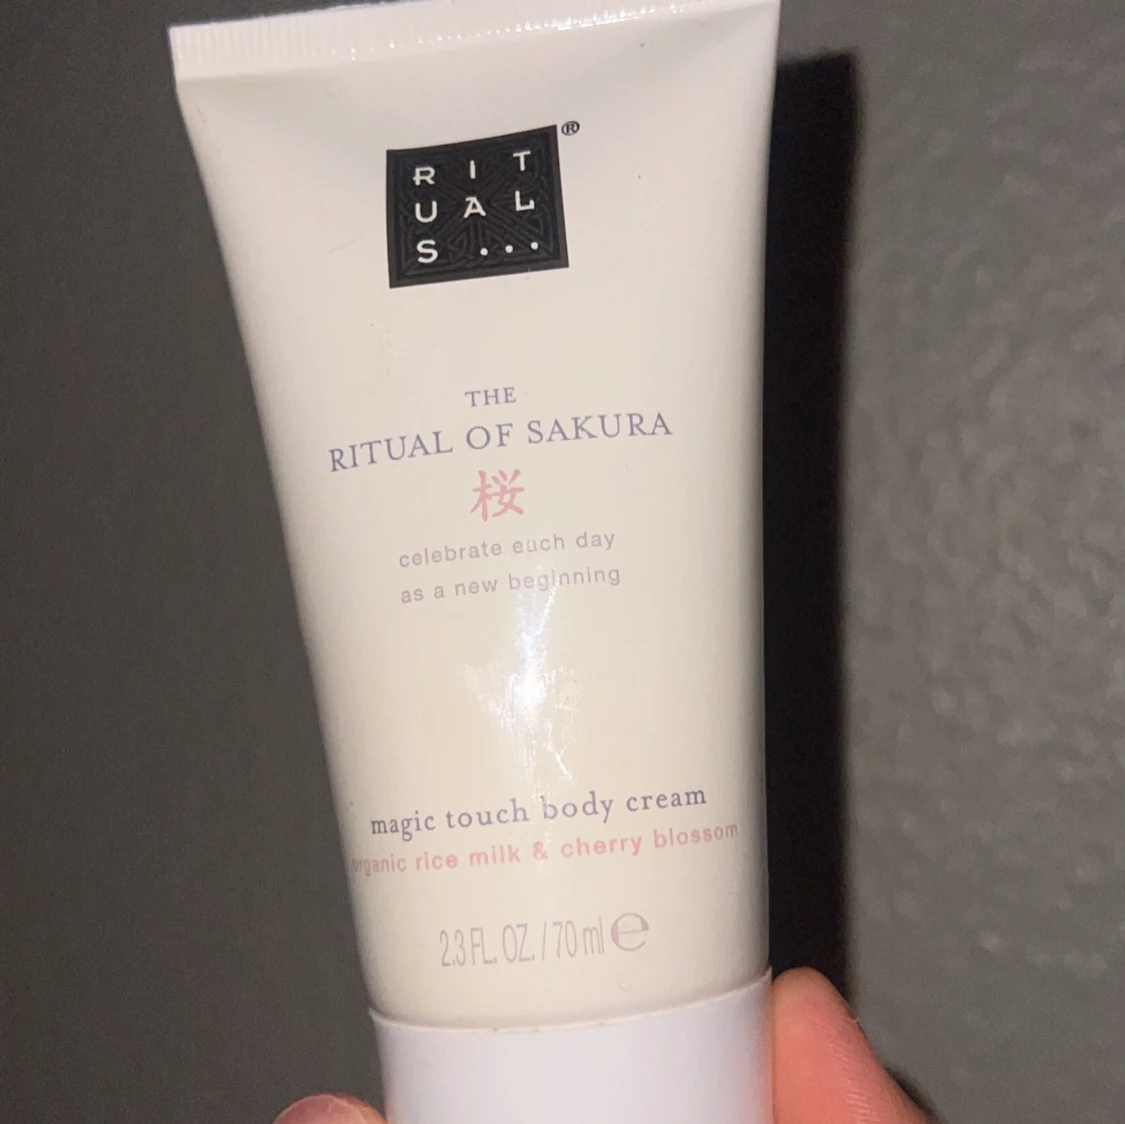 R I T
U A L
S ...
®
THE
RITUAL OF SAKURA
桜
celebrate each day
as a new beginning
magic touch body cream
organic rice milk & cherry blossom
2.3 FL. OZ. / 70 ml ℮